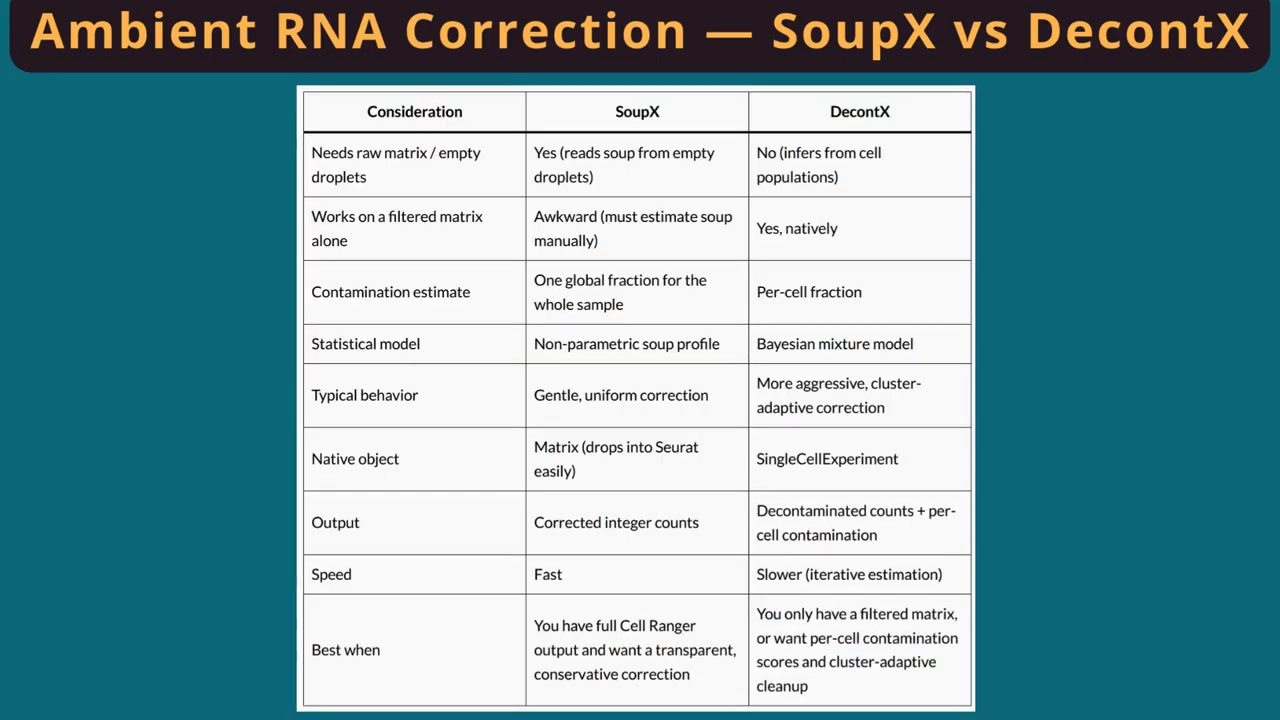 Ambient RNA Correction — SoupX vs DecontX
Consideration
SoupX
DecontX
Needs raw matrix / empty
droplets
Yes (reads soup from empty
droplets)
No (infers from cell
populations)
Works on a filtered matrix
alone
Awkward (must estimate soup
manually)
Yes, natively
Contamination estimate
One global fraction for the
whole sample
Per-cell fraction
Statistical model
Non-parametric soup profile
Bayesian mixture model
Typical behavior
Gentle, uniform correction
More aggressive, cluster-
adaptive correction
Native object
Matrix (drops into Seurat
easily)
SingleCellExperiment
Output
Corrected integer counts
Decontaminated counts + per-
cell contamination
Speed
Fast
Slower (iterative estimation)
Best when
You have full Cell Ranger
output and want a transparent,
conservative correction
You only have a filtered matrix,
or want per-cell contamination
scores and cluster-adaptive
cleanup